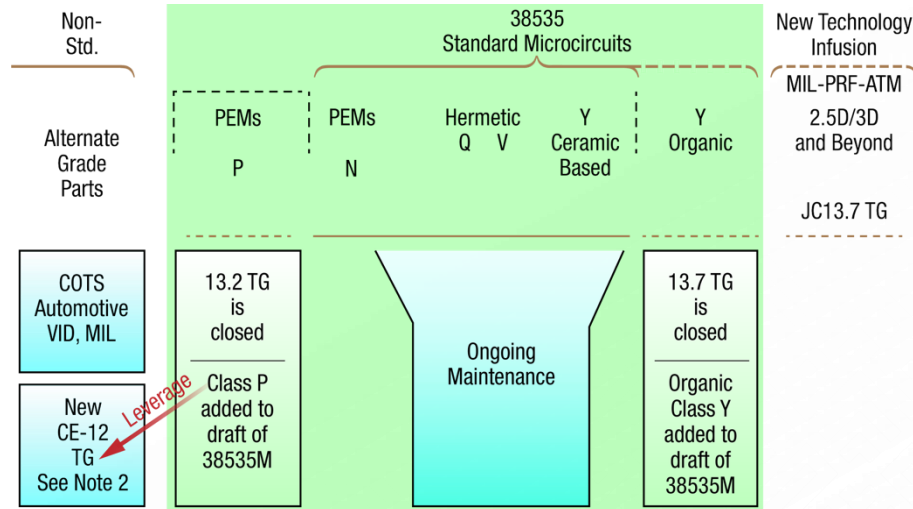 Non-
Std.
38535
Standard Microcircuits
New Technology
Infusion
MIL-PRF-ATM
2.5D/3D
and Beyond
JC13.7 TG
Alternate
Grade
Parts
PEMs
P
PEMs
N
Hermetic
Q V
Y
Ceramic
Based
Y
Organic
COTS
Automotive
VID, MIL
New
CE-12
TG
See Note 2
Leverage
13.2 TG
is
closed
Class P
added to
draft of
38535M
Ongoing
Maintenance
13.7 TG
is
closed
Organic
Class Y
added to
draft of
38535M